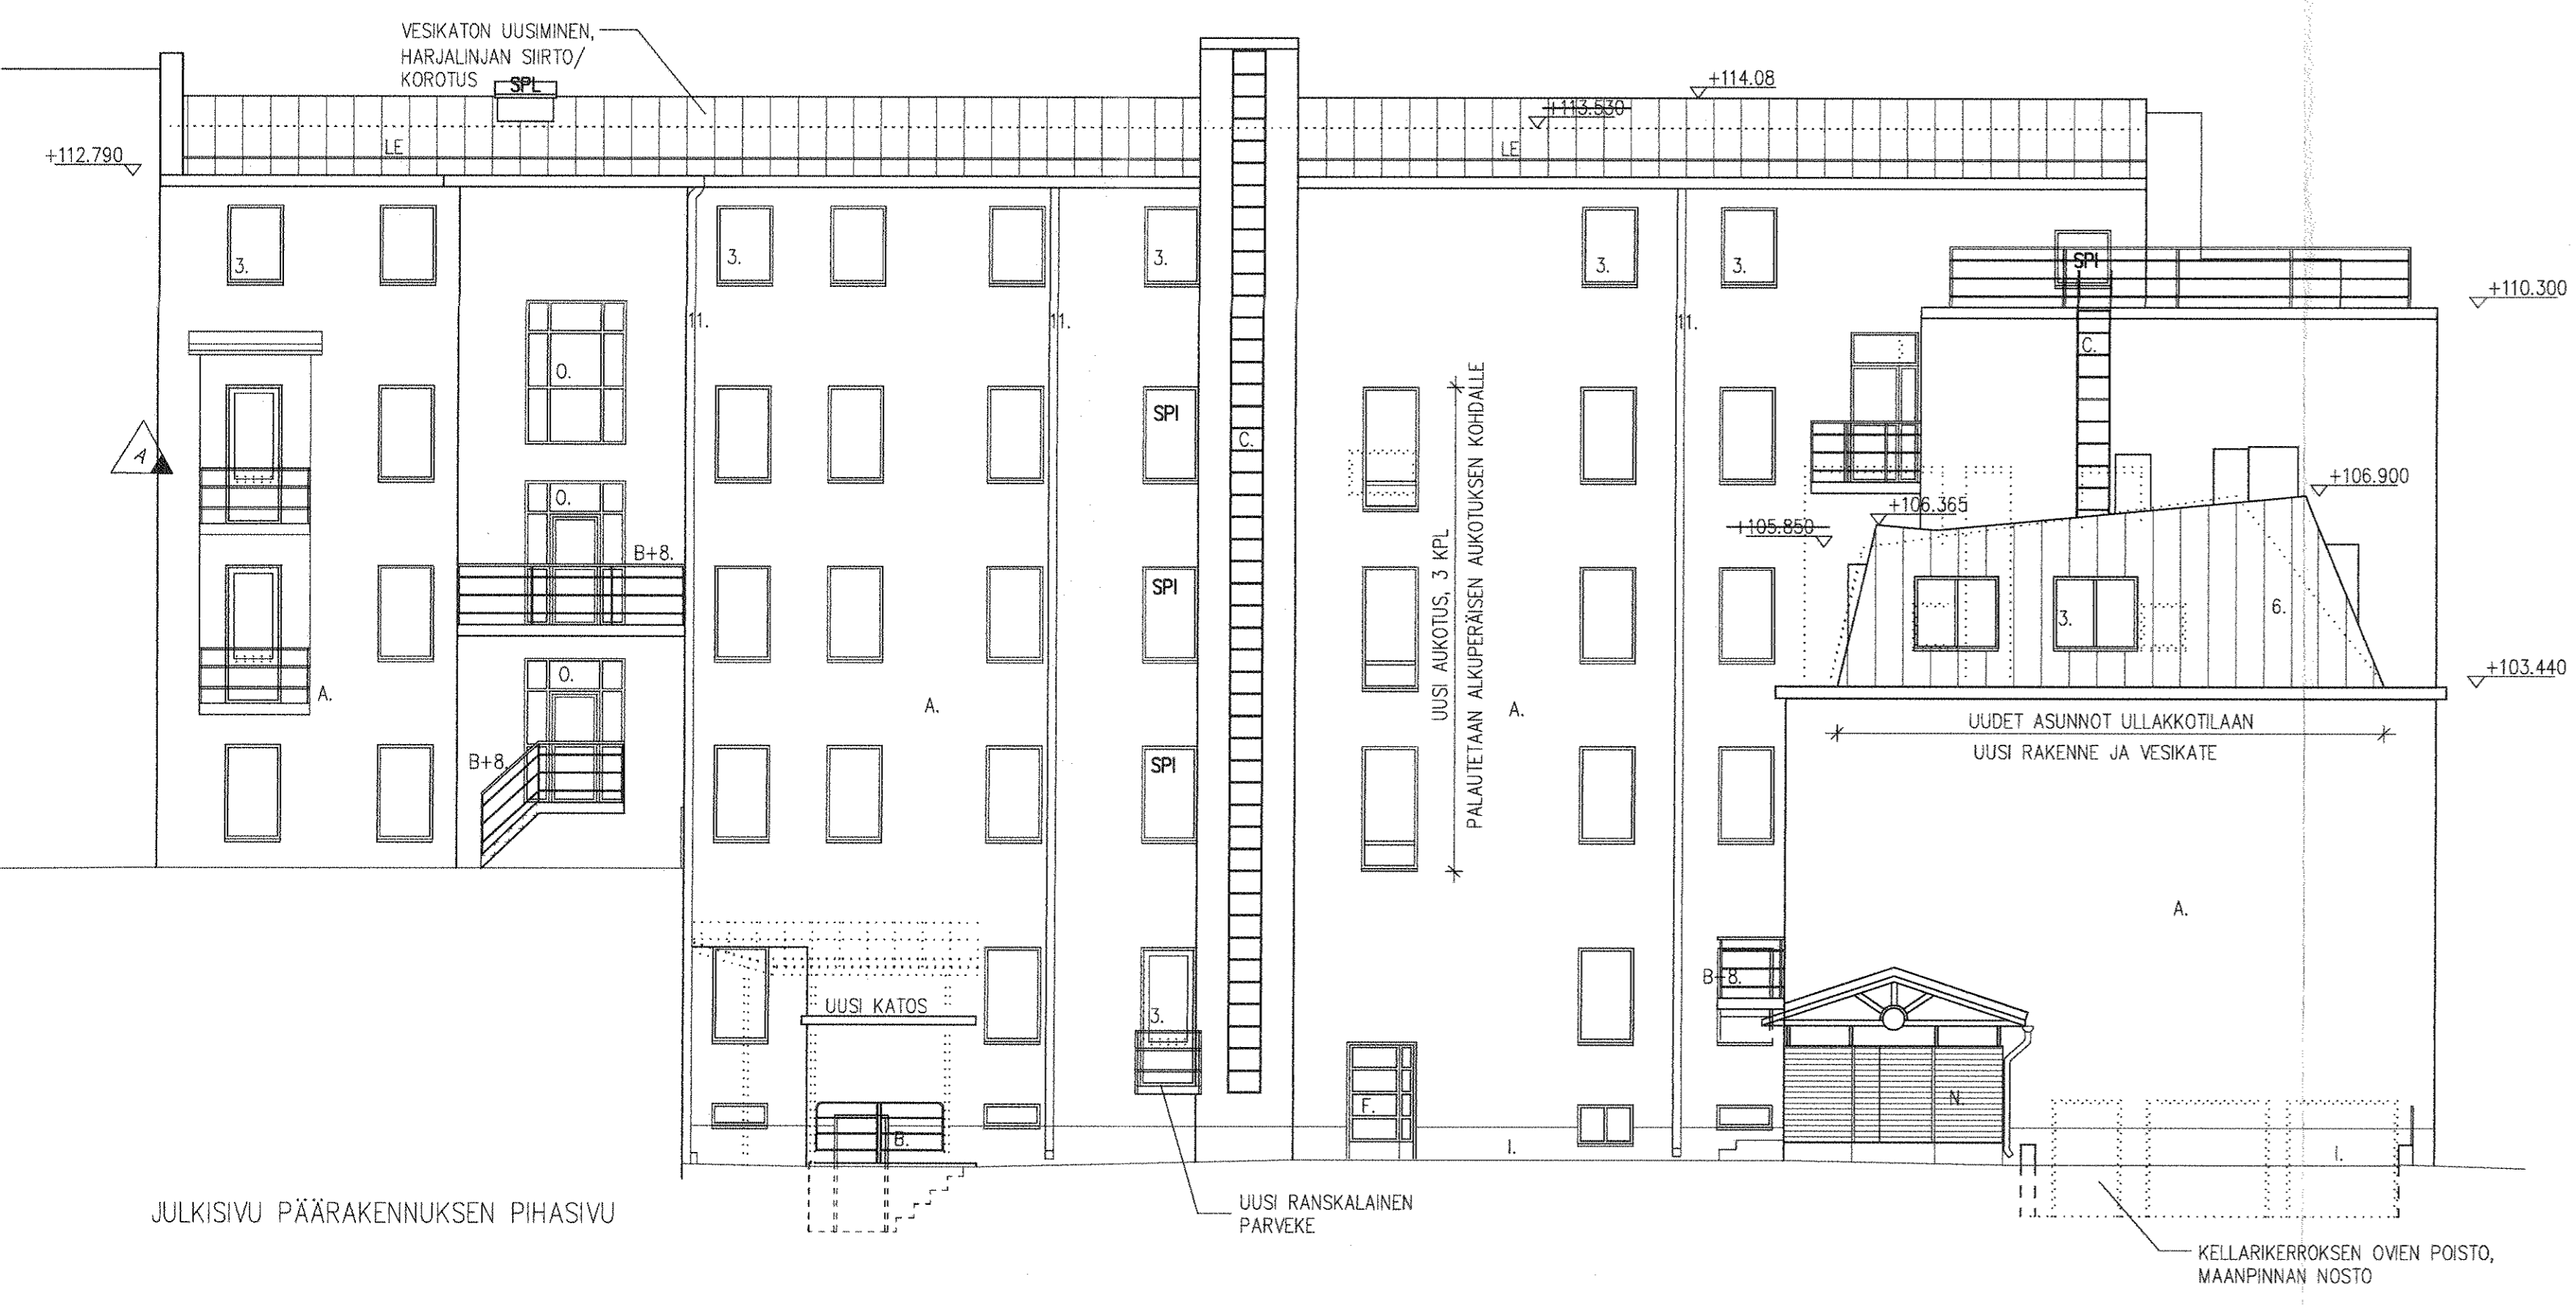 VESIKATON UUSIMINEN,
HARJALINJAN SIIRTO/
KOROTUS
SPL
+114.08
+113.530
LE
LE
+112.790
3.
3.
3.
3.
3.
SPI
+110.300
11.
11.
11.
C.
O.
A
SPI
C.
+106.900
O.
+106.365
+105.850
B+8.
SPI
UUSI AUKOTUS, 3 KPL
PALAUTETAAN ALKUPERÄISEN AUKOTUKSEN KOHDALLE
3.
6.
O.
+103.440
A.
A.
A.
UUDET ASUNNOT ULLAKKOTILAAN
UUSI RAKENNE JA VESIKATE
B+8.
SPI
A.
B+8.
UUSI KATOS
3.
F.
N.
B.
I.
I.
JULKISIVU PÄÄRAKENNUKSEN PIHASIVU
UUSI RANSKALAINEN
PARVEKE
KELLARIKERROKSEN OVIEN POISTO,
MAANPINNAN NOSTO